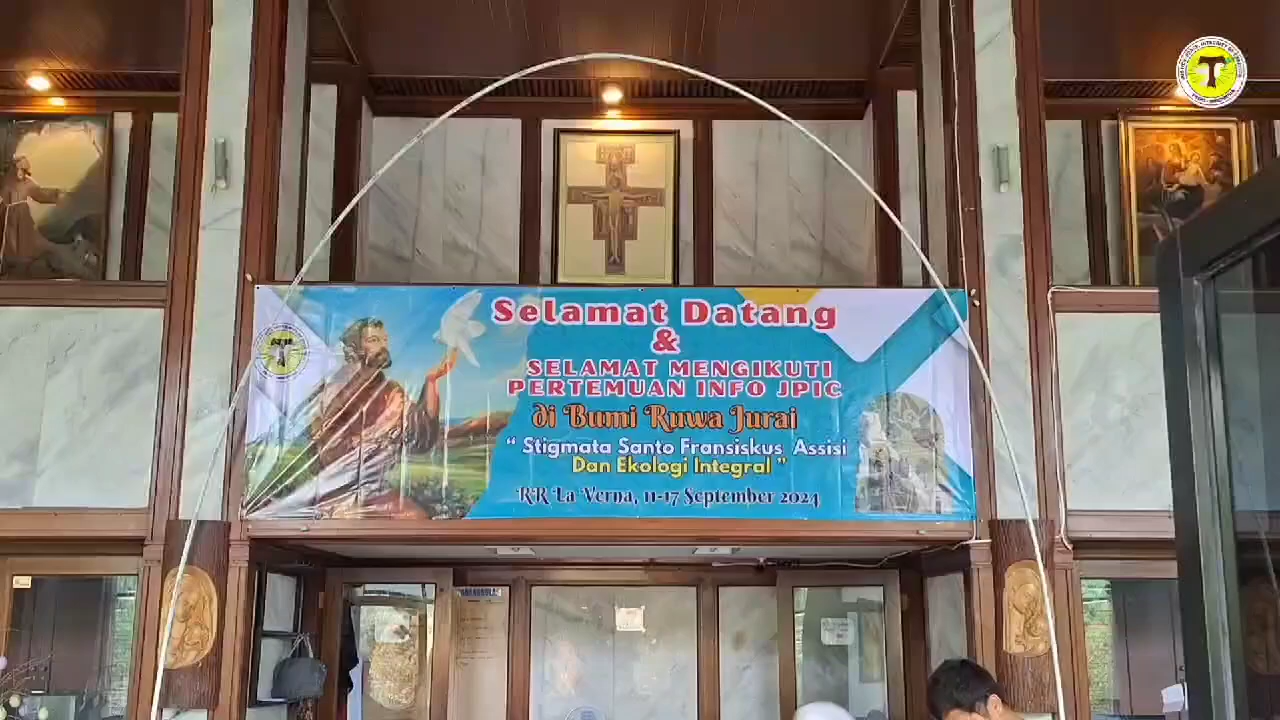 Selamat Datang
&
SELAMAT MENGIKUTI
PERTEMUAN INFO JPIC
di Bumi Ruwa Jurai
“ Stigmata Santo Fransiskus Assisi
Dan Ekologi Integral ”
RR La Verna, 11-17 September 2024